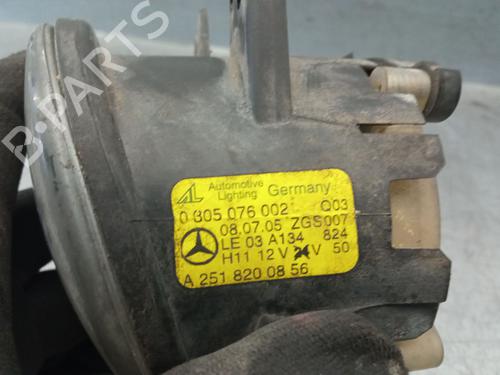 B-PARTS
AL Automotive Lighting Germany
0 305 076 002 Q03
08.07.05 ZGS007
LE 03 A134 824
H11 12 V 24 V 50
A 251 820 08 56